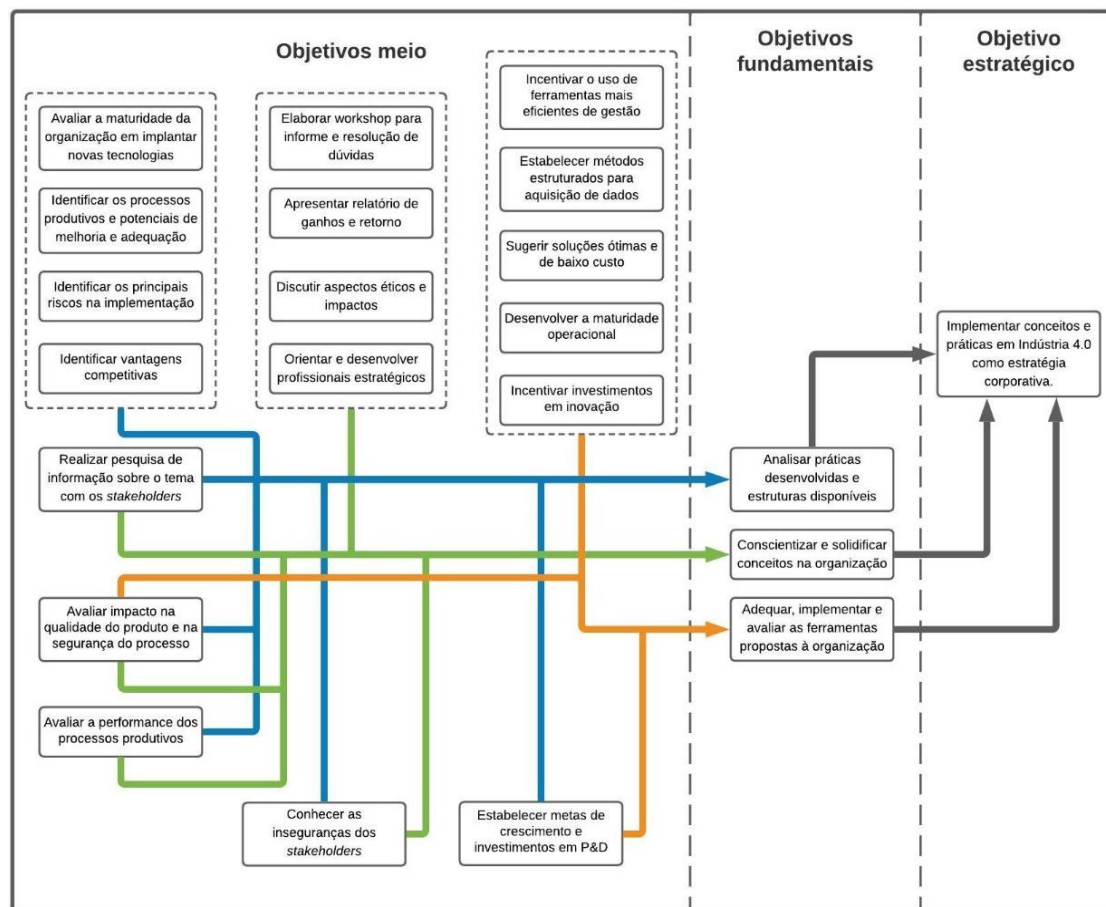 Objetivos meio
Objetivos
fundamentais
Objetivo
estratégico
Avaliar a maturidade da
organização em implantar
novas tecnologias
Identificar os processos
produtivos e potenciais de
melhoria e adequação
Identificar os principais
riscos na implementação
Identificar vantagens
competitivas
Elaborar workshop para
informe e resolução de
dúvidas
Apresentar relatório de
ganhos e retorno
Discutir aspectos éticos e
impactos
Orientar e desenvolver
profissionais estratégicos
Incentivar o uso de
ferramentas mais
eficientes de gestão
Estabelecer métodos
estruturados para
aquisição de dados
Sugerir soluções ótimas e
de baixo custo
Desenvolver a maturidade
operacional
Incentivar investimentos
em inovação
Realizar pesquisa de
informação sobre o tema
com os stakeholders
Avaliar impacto na
qualidade do produto e na
segurança do processo
Avaliar a performance dos
processos produtivos
Conhecer as
inseguranças dos
stakeholders
Estabelecer metas de
crescimento e
investimentos em P&D
Analisar práticas
desenvolvidas e
estruturas disponíveis
Conscientizar e solidificar
conceitos na organização
Adequar, implementar e
avaliar as ferramentas
propostas à organização
Implementar conceitos e
práticas em Indústria 4.0
como estratégia
corporativa.